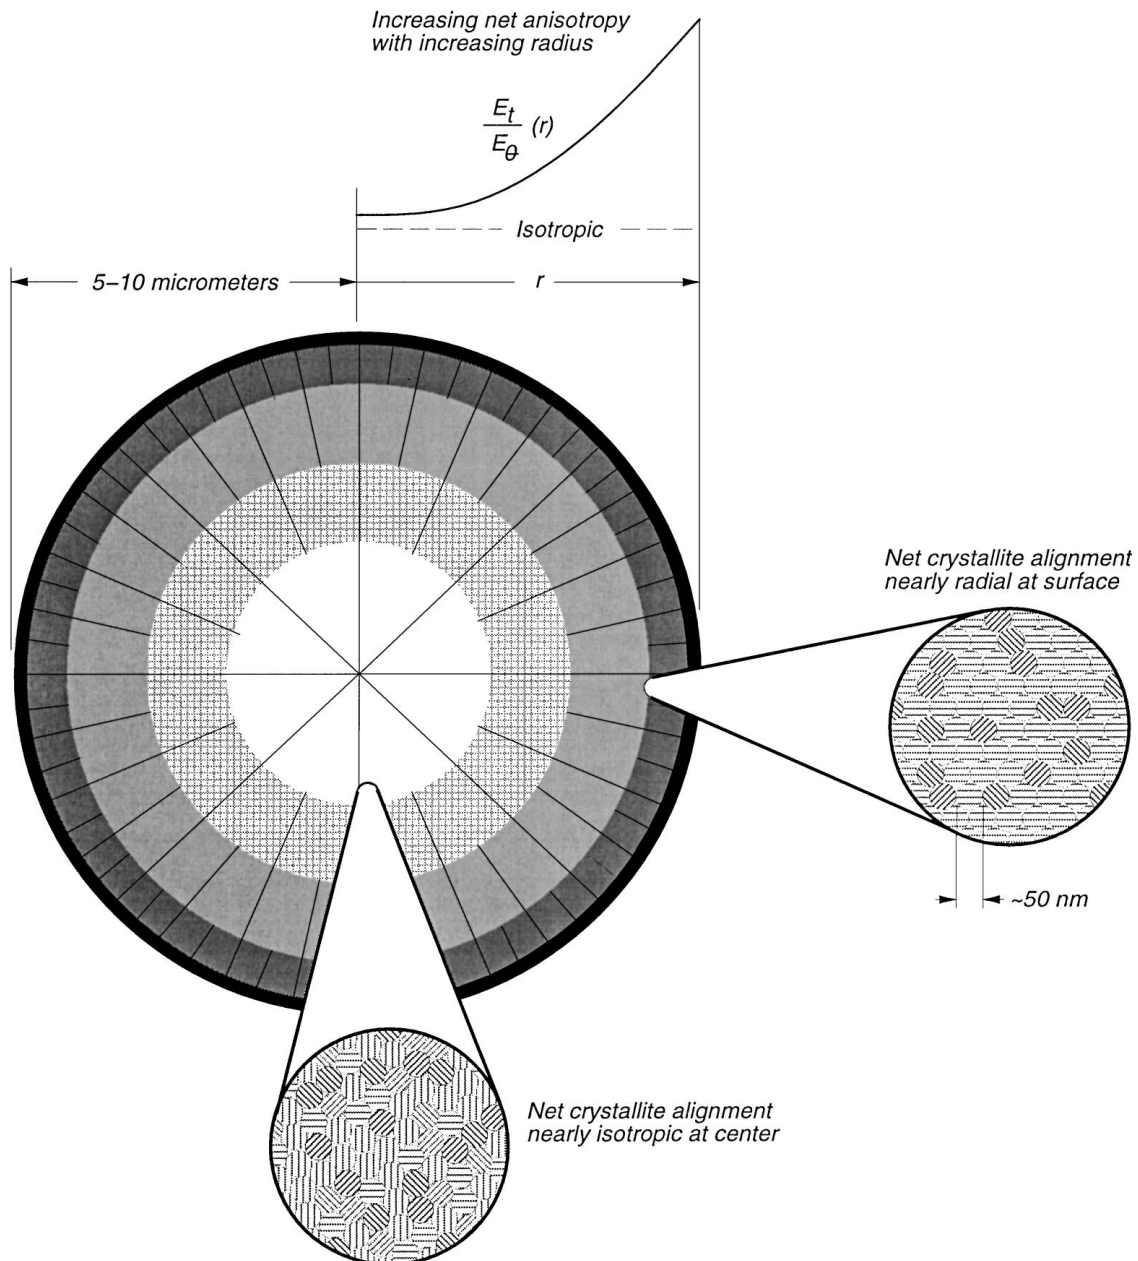 Increasing net anisotropy
with increasing radius
E_t
E_θ
(r)
Isotropic
5–10 micrometers
r
Net crystallite alignment
nearly radial at surface
~50 nm
Net crystallite alignment
nearly isotropic at center